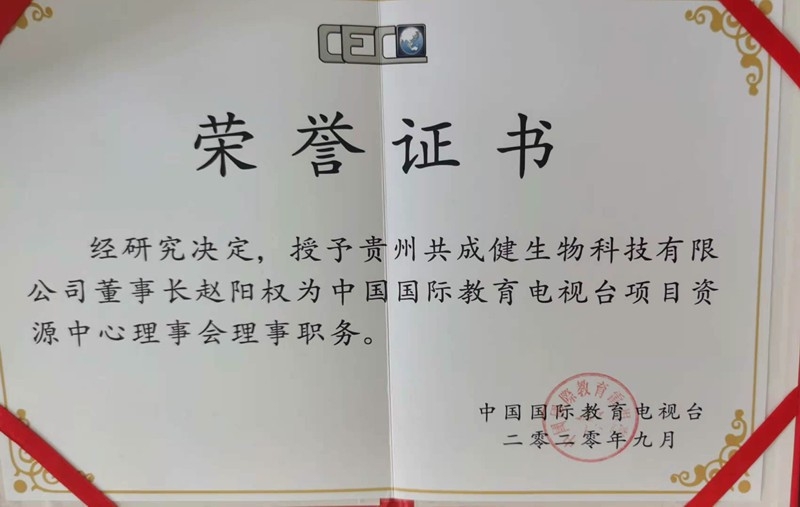 CEC
荣誉证书
经研究决定，授予贵州共成健生物科技有限
公司董事长赵阳权为中国国际教育电视台项目资
源中心理事会理事职务。
中国国际教育电视台
二零二零年九月